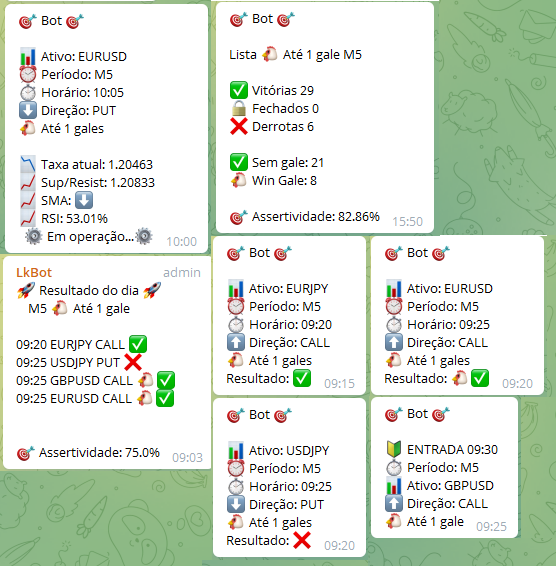 Bot
Ativo: EURUSD
Período: M5
Horário: 10:05
Direção: PUT
Até 1 gales
Taxa atual: 1.20463
Sup/Resist: 1.20833
SMA:
RSI: 53.01%
Em operação...
10:00
Bot
Lista Até 1 gale M5
Vitórias 29
Fechados 0
Derrotas 6
Sem gale: 21
Win Gale: 8
Assertividade: 82.86%
15:50
LkBot admin
Resultado do dia
M5 Até 1 gale
09:20 EURJPY CALL
09:25 USDJPY PUT
09:25 GBPUSD CALL
09:25 EURUSD CALL
Assertividade: 75.0%
09:03
Bot
Ativo: EURJPY
Período: M5
Horário: 09:20
Direção: CALL
Até 1 gales
Resultado:
09:15
Bot
Ativo: EURUSD
Período: M5
Horário: 09:25
Direção: CALL
Até 1 gales
Resultado:
09:20
Bot
Ativo: USDJPY
Período: M5
Horário: 09:25
Direção: PUT
Até 1 gales
Resultado:
09:20
Bot
ENTRADA 09:30
Período: M5
Ativo: GBPUSD
Direção: CALL
Até 1 gale
09:25